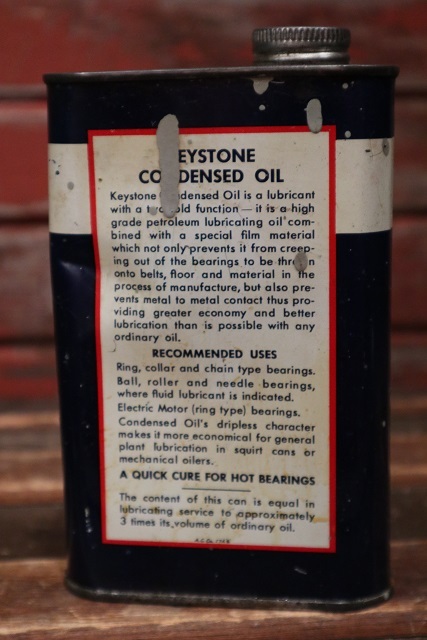 KEYSTONE
CONDENSED OIL
Keystone Condensed Oil is a lubricant
with a twofold function — it is a high
grade petroleum lubricating oil com-
bined with a special film material
which not only prevents it from creep-
ing out of the bearings to be thrown
onto belts, floor and material in the
process of manufacture, but also pre-
vents metal to metal contact thus pro-
viding greater economy and better
lubrication than is possible with any
ordinary oil.
RECOMMENDED USES
Ring, collar and chain type bearings.
Ball, roller and needle bearings,
where fluid lubricant is indicated.
Electric Motor (ring type) bearings.
Condensed Oil's dripless character
makes it more economical for general
plant lubrication in squirt cans or
mechanical oilers.
A QUICK CURE FOR HOT BEARINGS
The content of this can is equal in
lubricating service to approximately
3 times its volume of ordinary oil.